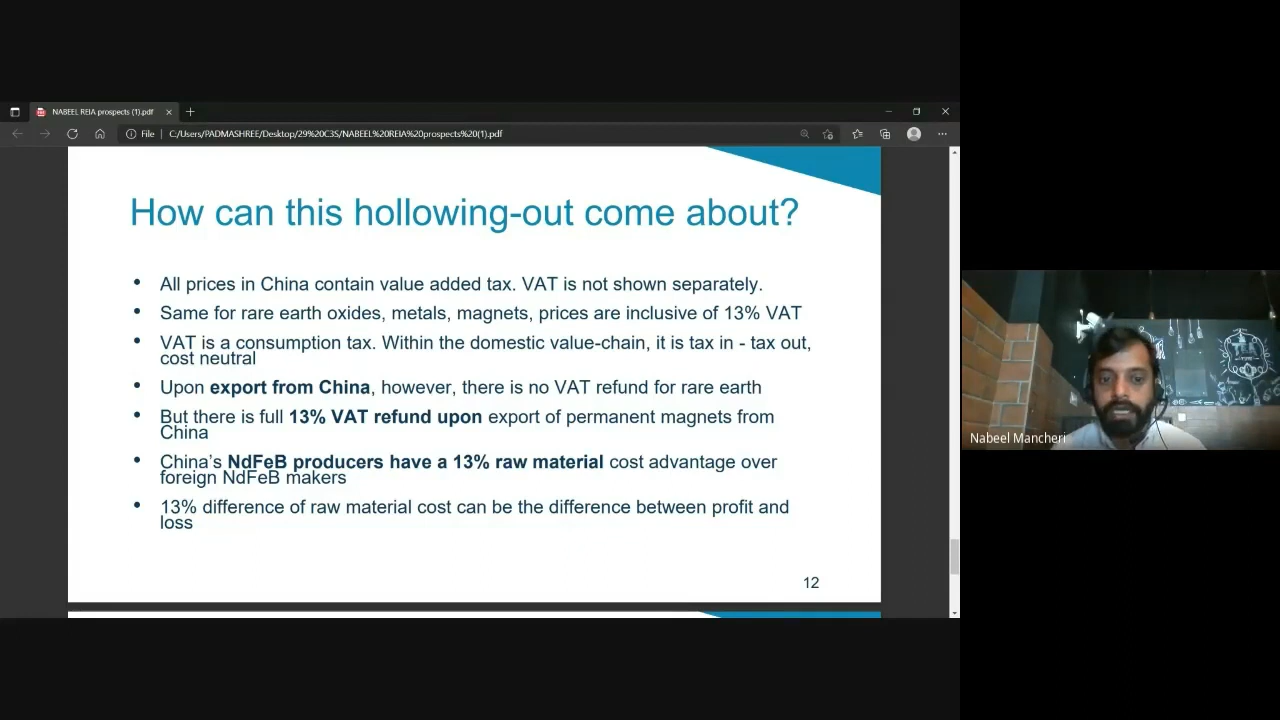 NABEEL REIA prospects (1).pdf
File
C:/Users/PADMASHREE/Desktop/29%20C3S/NABEEL%20REIA%20prospects%20(1).pdf
How can this hollowing-out come about?
• All prices in China contain value added tax. VAT is not shown separately.
• Same for rare earth oxides, metals, magnets, prices are inclusive of 13% VAT
• VAT is a consumption tax. Within the domestic value-chain, it is tax in - tax out,
cost neutral
• Upon export from China, however, there is no VAT refund for rare earth
• But there is full 13% VAT refund upon export of permanent magnets from
China
• China's NdFeB producers have a 13% raw material cost advantage over
foreign NdFeB makers
• 13% difference of raw material cost can be the difference between profit and
loss
12
Nabeel Mancheri